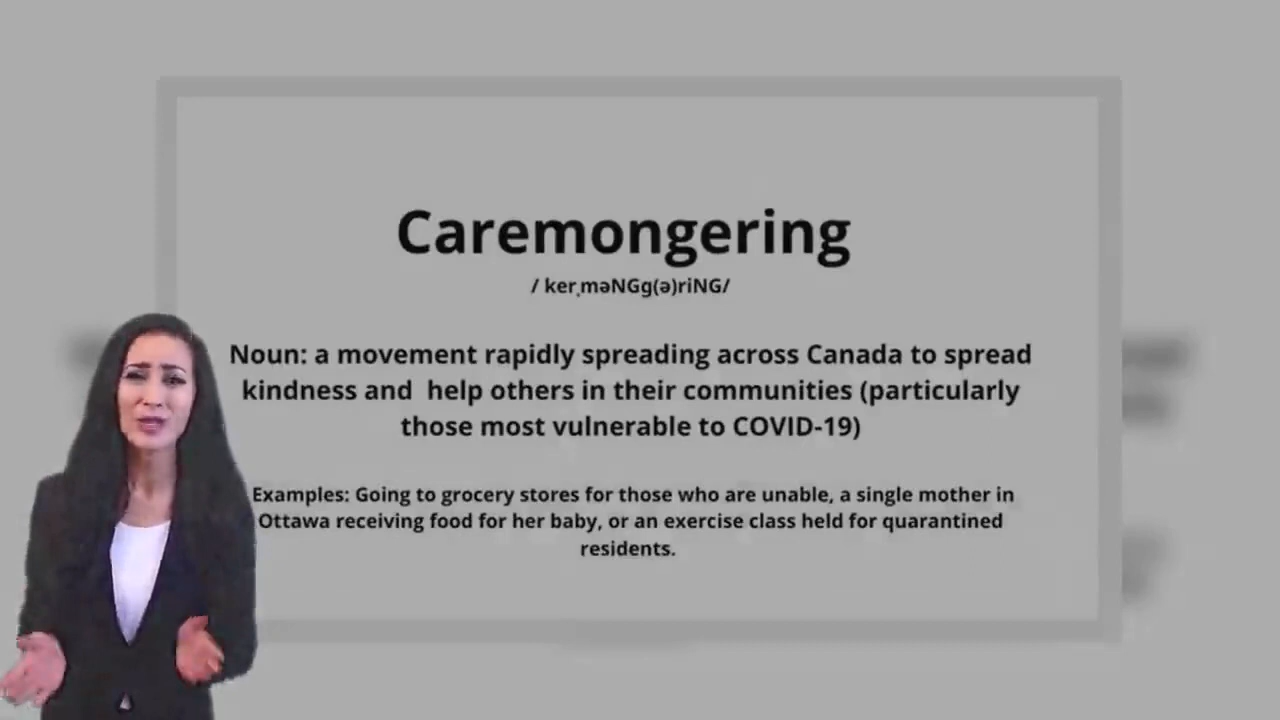 Caremongering
/ ker,məNGg(ə)riNG/
Noun: a movement rapidly spreading across Canada to spread
kindness and help others in their communities (particularly
those most vulnerable to COVID-19)
Examples: Going to grocery stores for those who are unable, a single mother in
Ottawa receiving food for her baby, or an exercise class held for quarantined
residents.